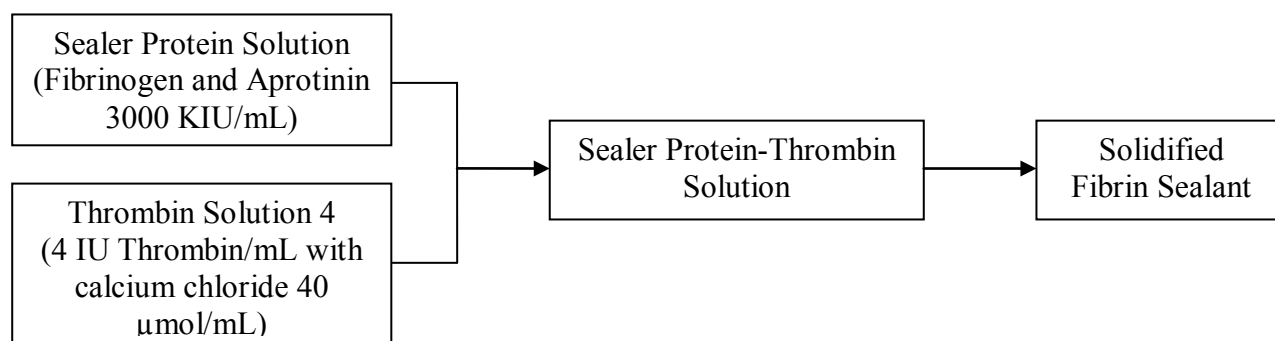 Sealer Protein Solution
(Fibrinogen and Aprotinin
3000 KIU/mL)
Thrombin Solution 4
(4 IU Thrombin/mL with
calcium chloride 40
µmol/mL)
Sealer Protein-Thrombin
Solution
Solidified
Fibrin Sealant